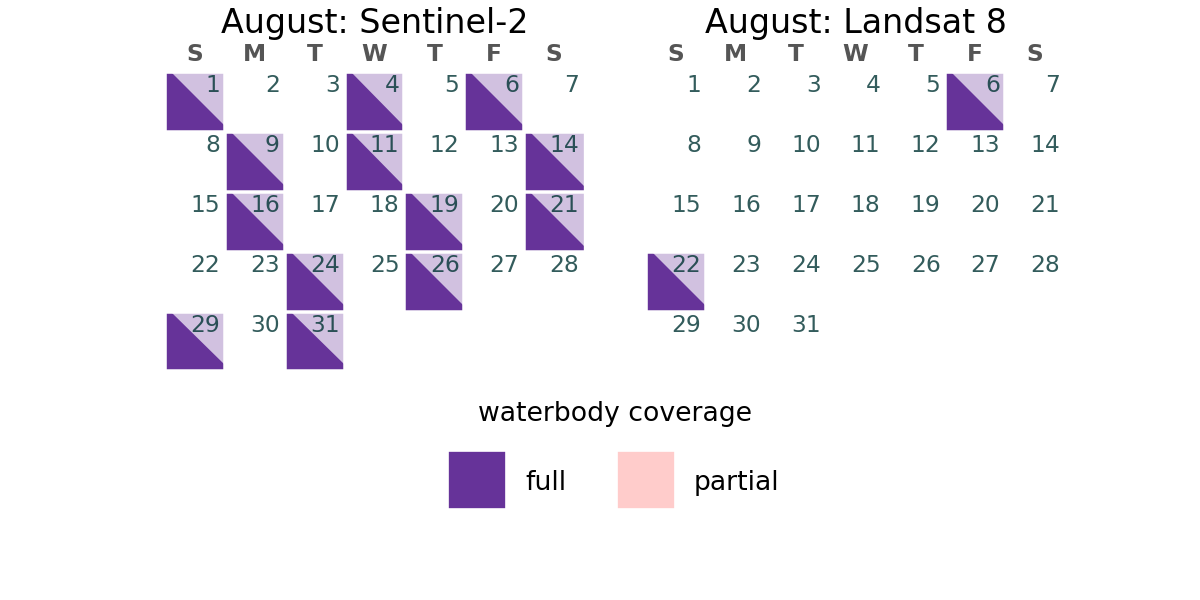 August: Sentinel-2
S M T W T F S
1 2 3 4 5 6 7
8 9 10 11 12 13 14
15 16 17 18 19 20 21
22 23 24 25 26 27 28
29 30 31
August: Landsat 8
S M T W T F S
1 2 3 4 5 6 7
8 9 10 11 12 13 14
15 16 17 18 19 20 21
22 23 24 25 26 27 28
29 30 31
waterbody coverage
full partial